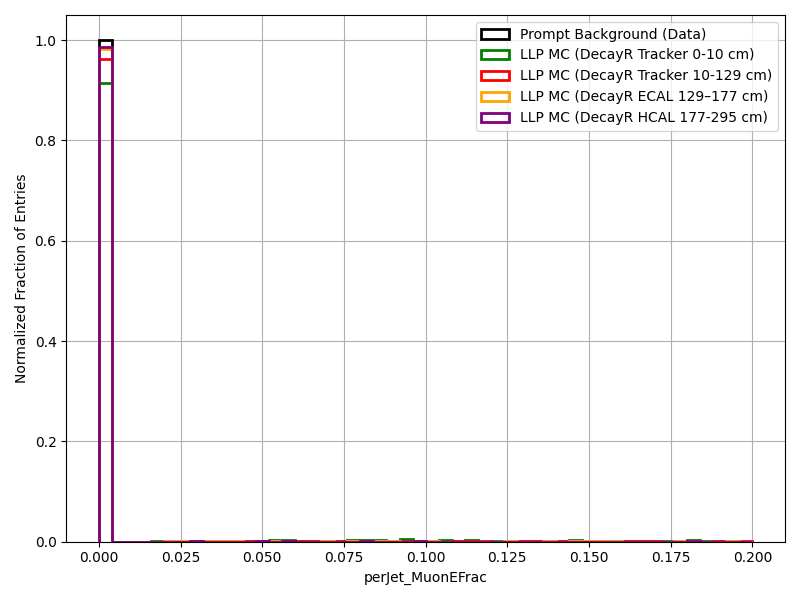 Prompt Background (Data)
LLP MC (DecayR Tracker 0-10 cm)
LLP MC (DecayR Tracker 10-129 cm)
LLP MC (DecayR ECAL 129–177 cm)
LLP MC (DecayR HCAL 177-295 cm)
Normalized Fraction of Entries
1.0
0.8
0.6
0.4
0.2
0.0
0.000 0.025 0.050 0.075 0.100 0.125 0.150 0.175 0.200
perJet_MuonEFrac